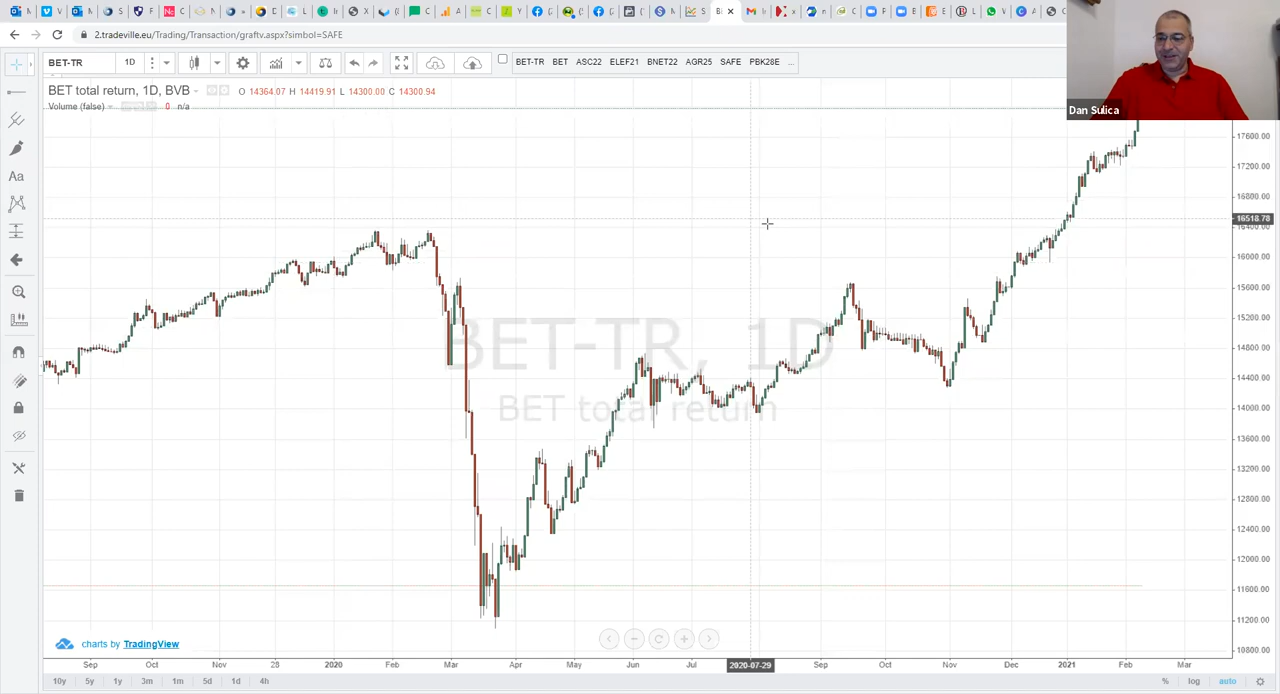 2.tradeville.eu/Trading/Transaction/graftv.aspx?simbol=SAFE
Dan Sulica
BET-TR 1D BET-TR BET ASC22 ELEF21 BNET22 AGR25 SAFE PBK28E ...
BET total return, 1D, BVB O 14364.07 H 14419.91 L 14300.00 C 14300.94
Volume (false) 0 n/a
Aa
BET-TR, 1D
BET total return
17600.00
17200.00
16800.00
16518.78
16400.00
16000.00
15600.00
15200.00
14800.00
14400.00
14000.00
13600.00
13200.00
12800.00
12400.00
12000.00
11600.00
11200.00
10800.00
charts by TradingView
Sep Oct Nov 28 2020 Feb Mar Apr May Jun Jul 2020-07-29 Sep Oct Nov Dec 2021 Feb Mar
10y 5y 1y 3m 1m 5d 1d 4h % log auto